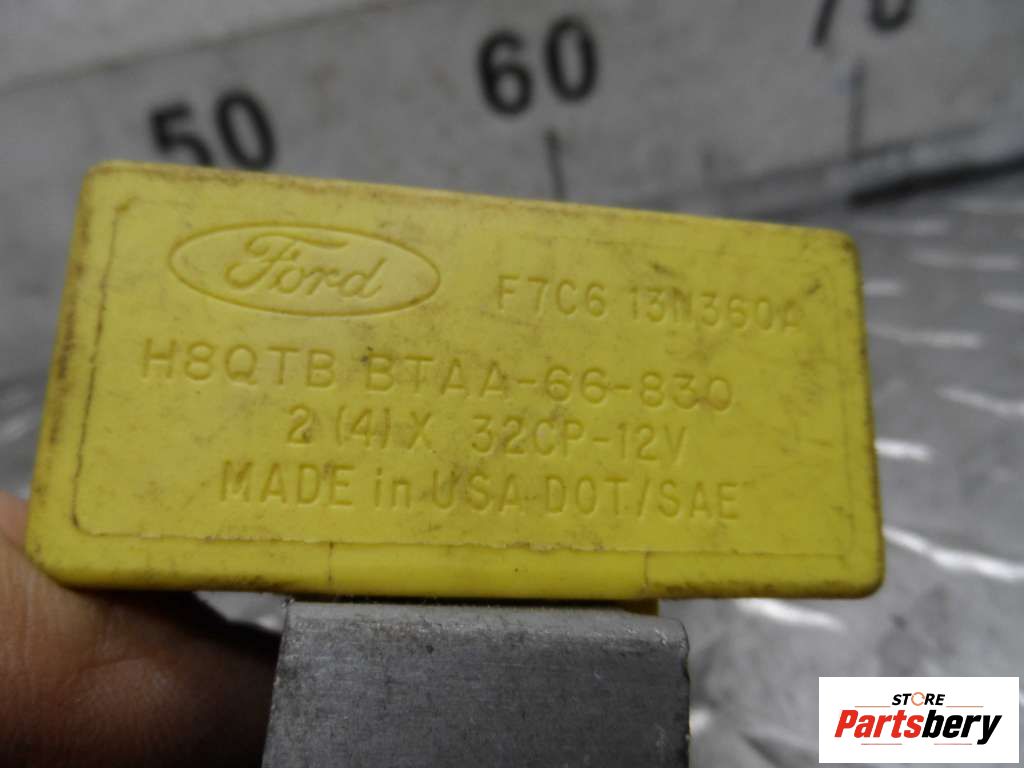 50 60 70
Ford F7C6 13N360A
H8QTB BTAA-66-830
2 (4) X 32CP-12V
MADE in USA DOT/SAE
STORE
Partsbery